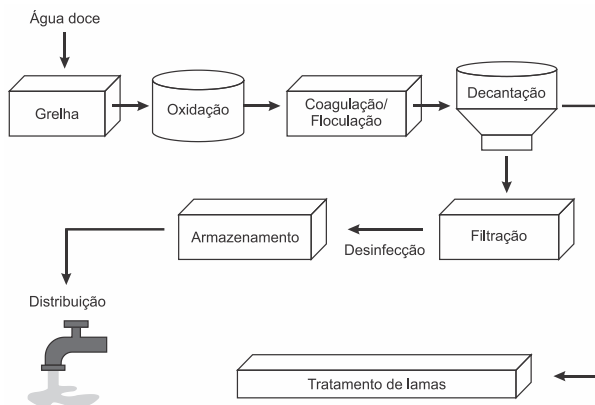 Água doce
Grelha
Oxidação
Coagulação/
Floculação
Decantação
Filtração
Desinfecção
Armazenamento
Distribuição
Tratamento de lamas